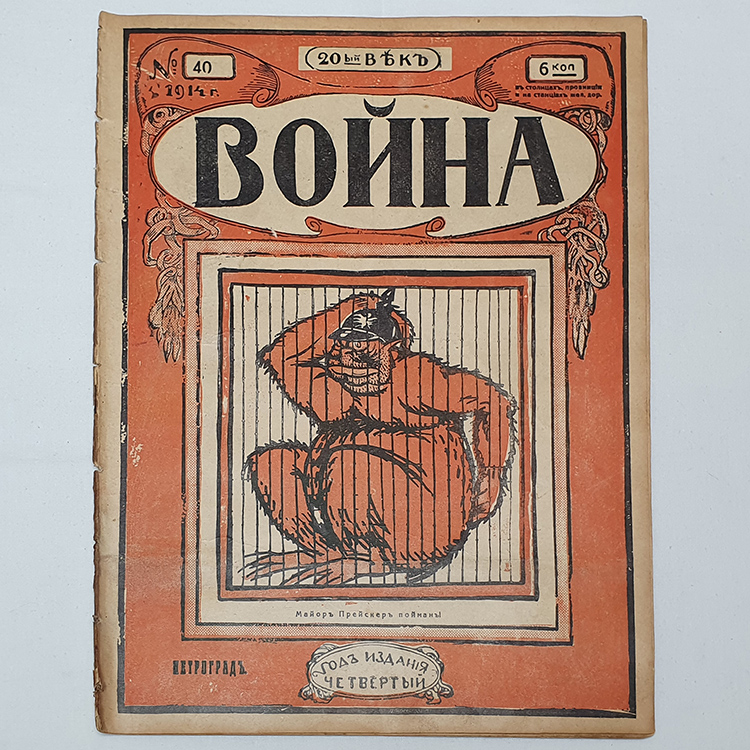 № 40
1914 г.
20ый ВѢКЪ
6 коп
въ столицахъ, провинціи
и на станціяхъ жел. дор.
ВОЙНА
Майоръ Прейскеръ пойманъ!
ПЕТРОГРАДЪ.
ГОДЪ ИЗДАНІЯ
ЧЕТВЕРТЫЙ